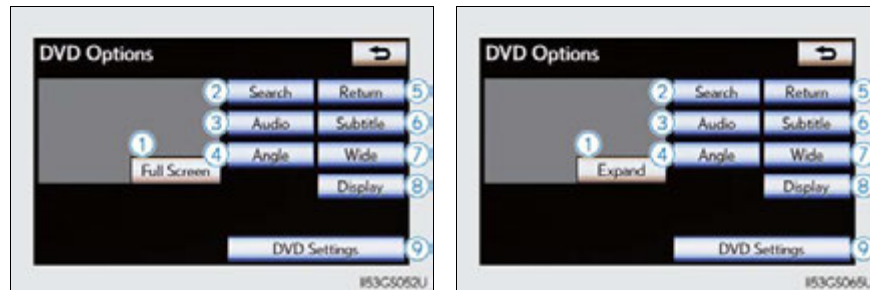 DVD Options
2 Search Return 5
3 Audio Subtitle 6
1
4 Angle Wide 7
Full Screen
Display 8
DVD Settings 9
II53GS052U
DVD Options
2 Search Return 5
3 Audio Subtitle 6
1
4 Angle Wide 7
Expand
Display 8
DVD Settings 9
II53GS065U